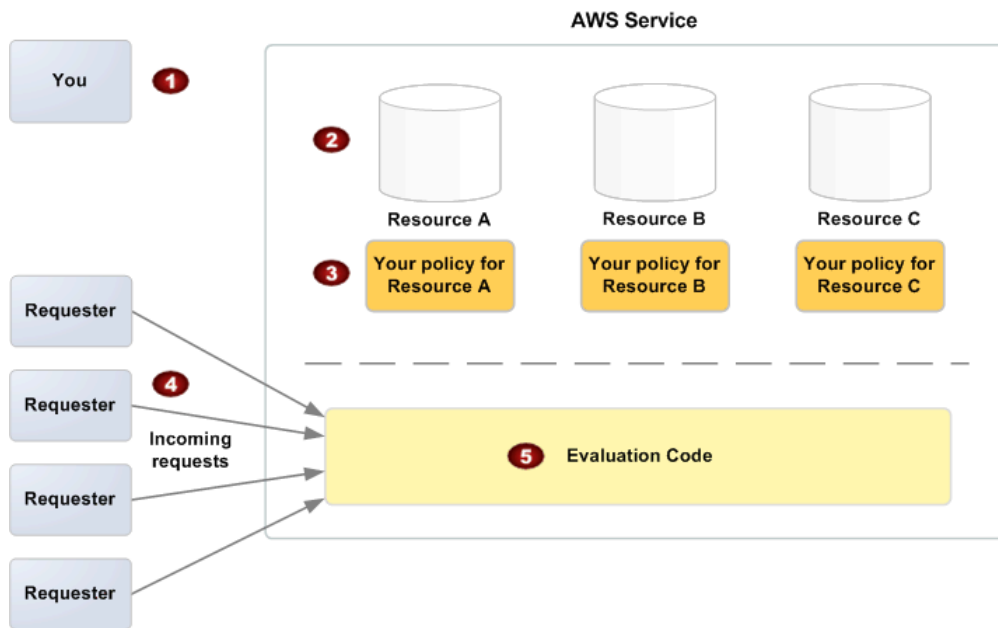 AWS Service
You
1
2
Resource A
Resource B
Resource C
3
Your policy for
Resource A
Your policy for
Resource B
Your policy for
Resource C
Requester
Requester
Requester
Requester
4
Incoming
requests
5
Evaluation Code